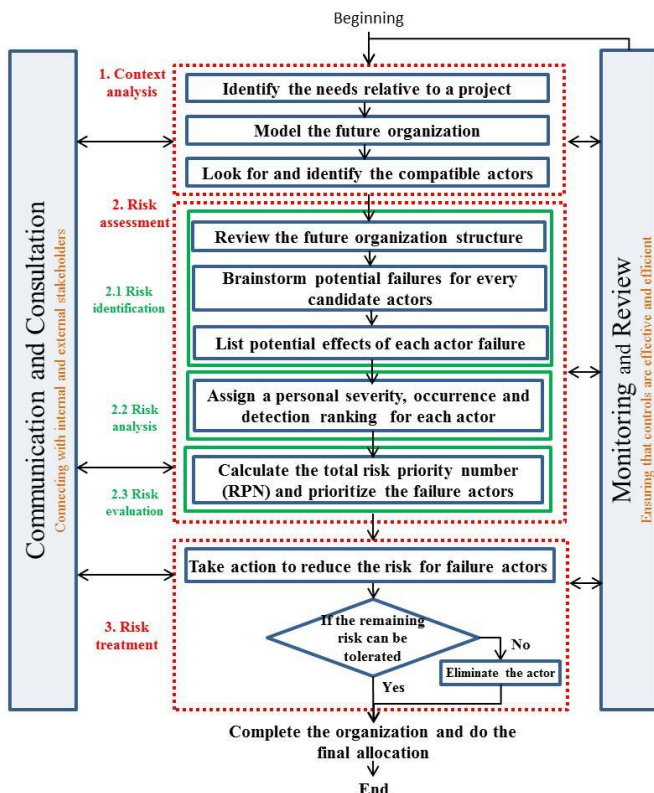 Beginning
Communication and Consultation
Connecting with internal and external stakeholders
1. Context
analysis
Identify the needs relative to a project
Model the future organization
Look for and identify the compatible actors
2. Risk
assessment
2.1 Risk
identification
Review the future organization structure
Brainstorm potential failures for every
candidate actors
List potential effects of each actor failure
2.2 Risk
analysis
Assign a personal severity, occurrence and
detection ranking for each actor
2.3 Risk
evaluation
Calculate the total risk priority number
(RPN) and prioritize the failure actors
3. Risk
treatment
Take action to reduce the risk for failure actors
If the remaining
risk can be
tolerated
No
Eliminate the actor
Yes
Complete the organization and do the
final allocation
End
Monitoring and Review
Ensuring that controls are effective and efficient